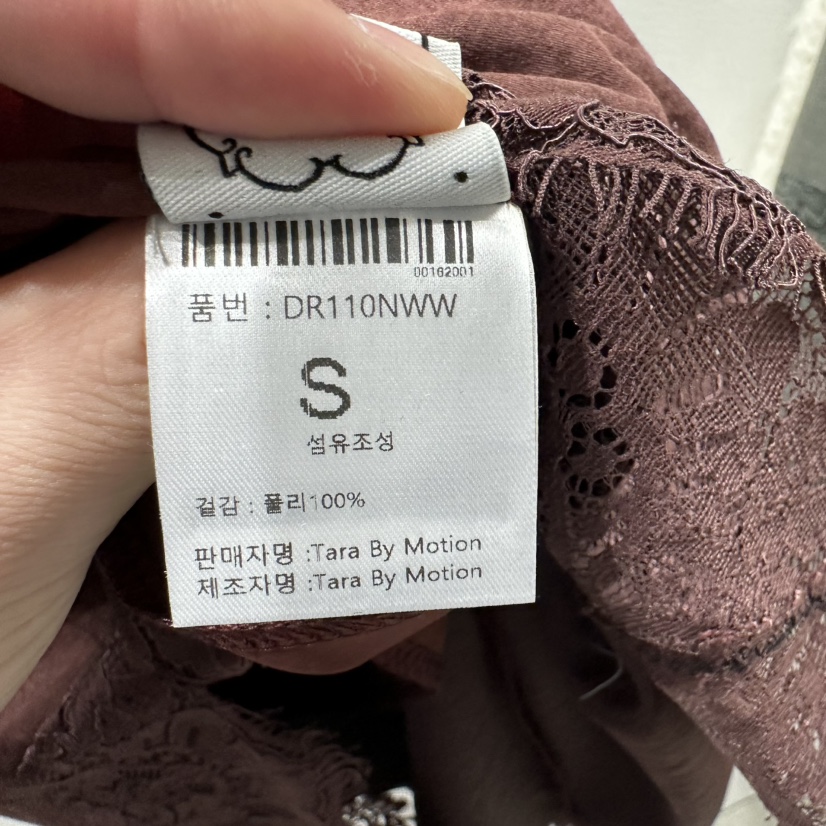 00162001
품번 : DR110NWW
S
섬유조성
겉감 : 폴리100%
판매자명 :Tara By Motion
제조자명 :Tara By Motion